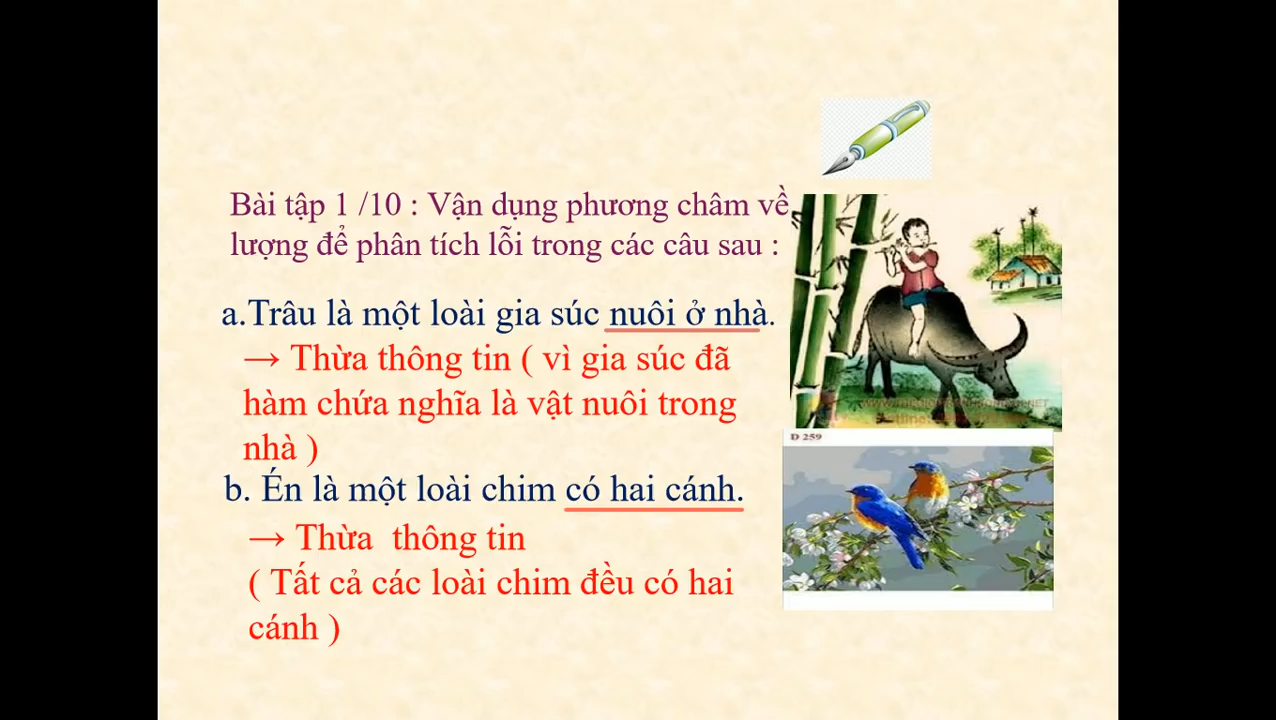 Bài tập 1 /10 : Vận dụng phương châm về
lượng để phân tích lỗi trong các câu sau :
a.Trâu là một loài gia súc nuôi ở nhà.
→ Thừa thông tin ( vì gia súc đã
hàm chứa nghĩa là vật nuôi trong
nhà )
D 259
b. Én là một loài chim có hai cánh.
→ Thừa  thông tin
( Tất cả các loài chim đều có hai
cánh )